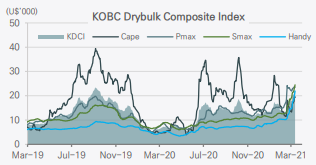 (U$`000)
KOBC Drybulk Composite Index
KDCI Cape Pmax Smax Handy
50
40
30
20
10
0
Mar-19 Jul-19 Nov-19 Mar-20 Jul-20 Nov-20 Mar-21